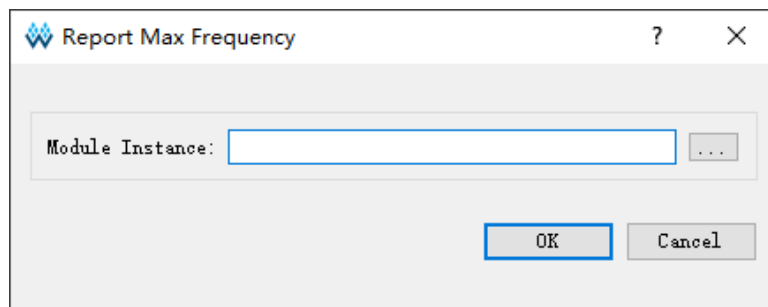 Report Max Frequency ? ×
Module Instance: ...
OK Cancel